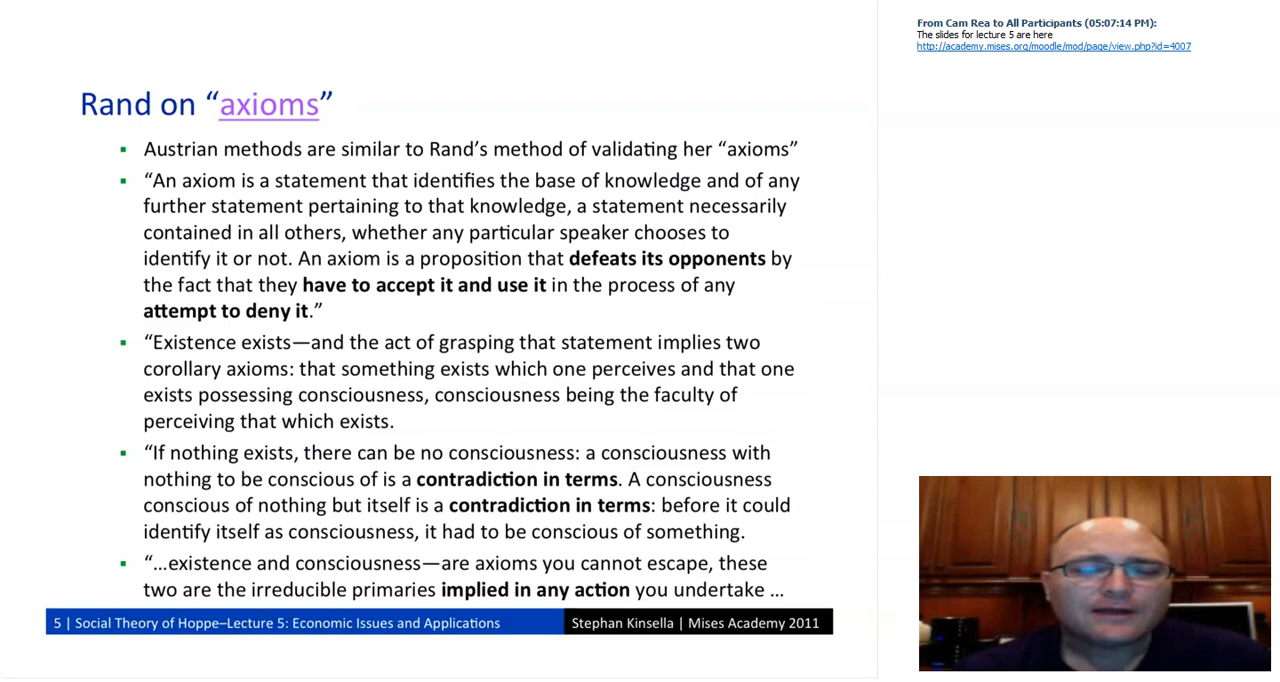 From Cam Rea to All Participants (05:07:14 PM):
The slides for lecture 5 are here
http://academy.mises.org/moodle/mod/page/view.php?id=4007
Rand on “axioms”
▪ Austrian methods are similar to Rand’s method of validating her “axioms”
▪ “An axiom is a statement that identifies the base of knowledge and of any
further statement pertaining to that knowledge, a statement necessarily
contained in all others, whether any particular speaker chooses to
identify it or not. An axiom is a proposition that defeats its opponents by
the fact that they have to accept it and use it in the process of any
attempt to deny it.”
▪ “Existence exists—and the act of grasping that statement implies two
corollary axioms: that something exists which one perceives and that one
exists possessing consciousness, consciousness being the faculty of
perceiving that which exists.
▪ “If nothing exists, there can be no consciousness: a consciousness with
nothing to be conscious of is a contradiction in terms. A consciousness
conscious of nothing but itself is a contradiction in terms: before it could
identify itself as consciousness, it had to be conscious of something.
▪ “…existence and consciousness—are axioms you cannot escape, these
two are the irreducible primaries implied in any action you undertake …
5 | Social Theory of Hoppe–Lecture 5: Economic Issues and Applications
Stephan Kinsella | Mises Academy 2011